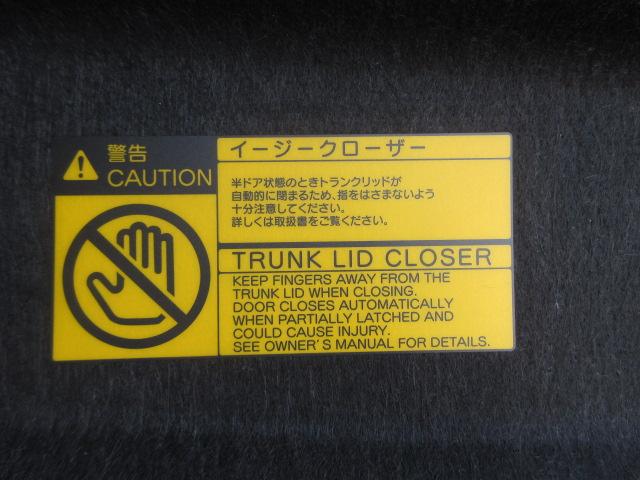 警告
CAUTION
イージークローザー
半ドア状態のときトランクリッドが
自動的に閉まるため、指をはさまないよう
十分注意してください。
詳しくは取扱書をご覧ください。
TRUNK LID CLOSER
KEEP FINGERS AWAY FROM THE
TRUNK LID WHEN CLOSING.
DOOR CLOSES AUTOMATICALLY
WHEN PARTIALLY LATCHED AND
COULD CAUSE INJURY.
SEE OWNER'S MANUAL FOR DETAILS.